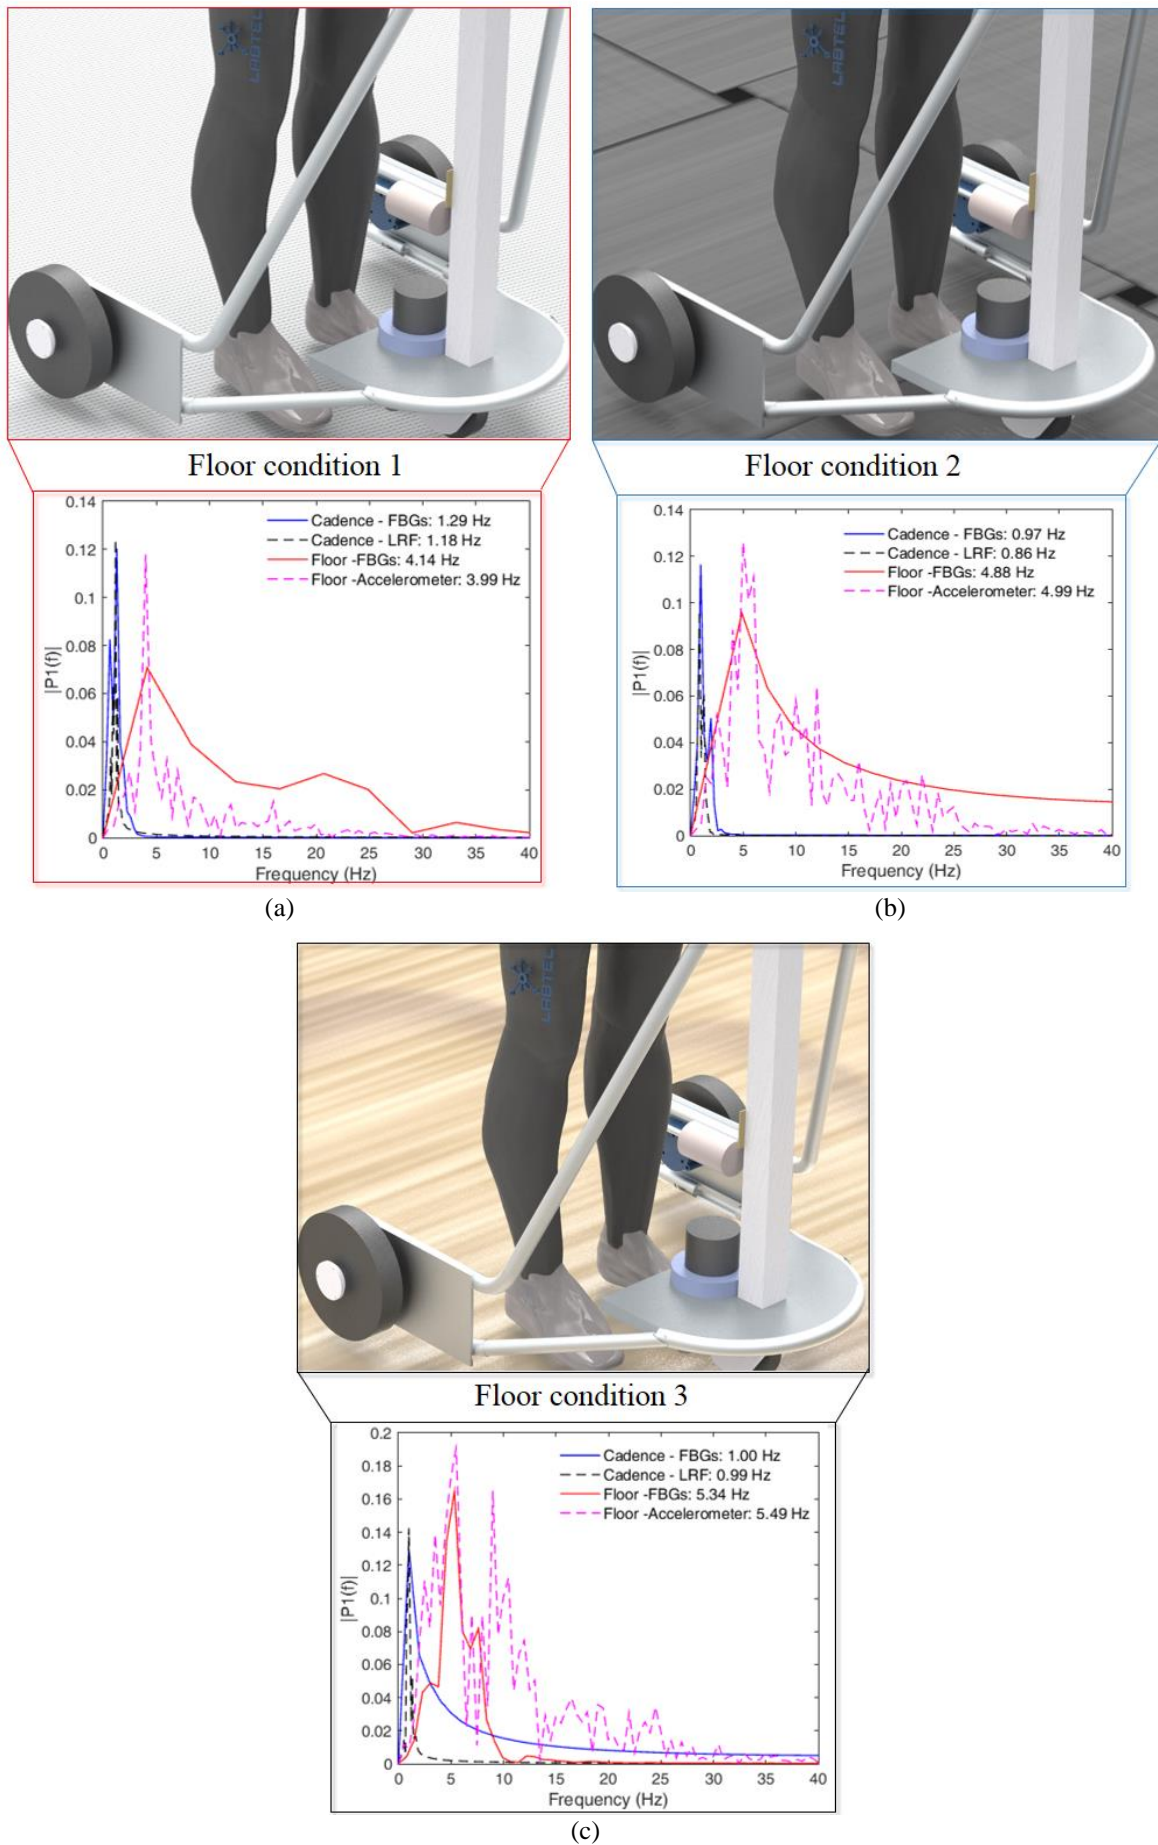 LABTEL
LABTEL
Floor condition 1
Floor condition 2
0.14
0.12
0.1
0.08
0.06
0.04
0.02
0
|P1(f)|
Cadence - FBGs: 1.29 Hz
Cadence - LRF: 1.18 Hz
Floor -FBGs: 4.14 Hz
Floor -Accelerometer: 3.99 Hz
0 5 10 15 20 25 30 35 40
Frequency (Hz)
(a)
0.14
0.12
0.1
0.08
0.06
0.04
0.02
0
|P1(f)|
Cadence - FBGs: 0.97 Hz
Cadence - LRF: 0.86 Hz
Floor -FBGs: 4.88 Hz
Floor -Accelerometer: 4.99 Hz
0 5 10 15 20 25 30 35 40
Frequency (Hz)
(b)
LABTEL
Floor condition 3
0.2
0.18
0.16
0.14
0.12
0.1
0.08
0.06
0.04
0.02
0
|P1(f)|
Cadence - FBGs: 1.00 Hz
Cadence - LRF: 0.99 Hz
Floor -FBGs: 5.34 Hz
Floor -Accelerometer: 5.49 Hz
0 5 10 15 20 25 30 35 40
Frequency (Hz)
(c)